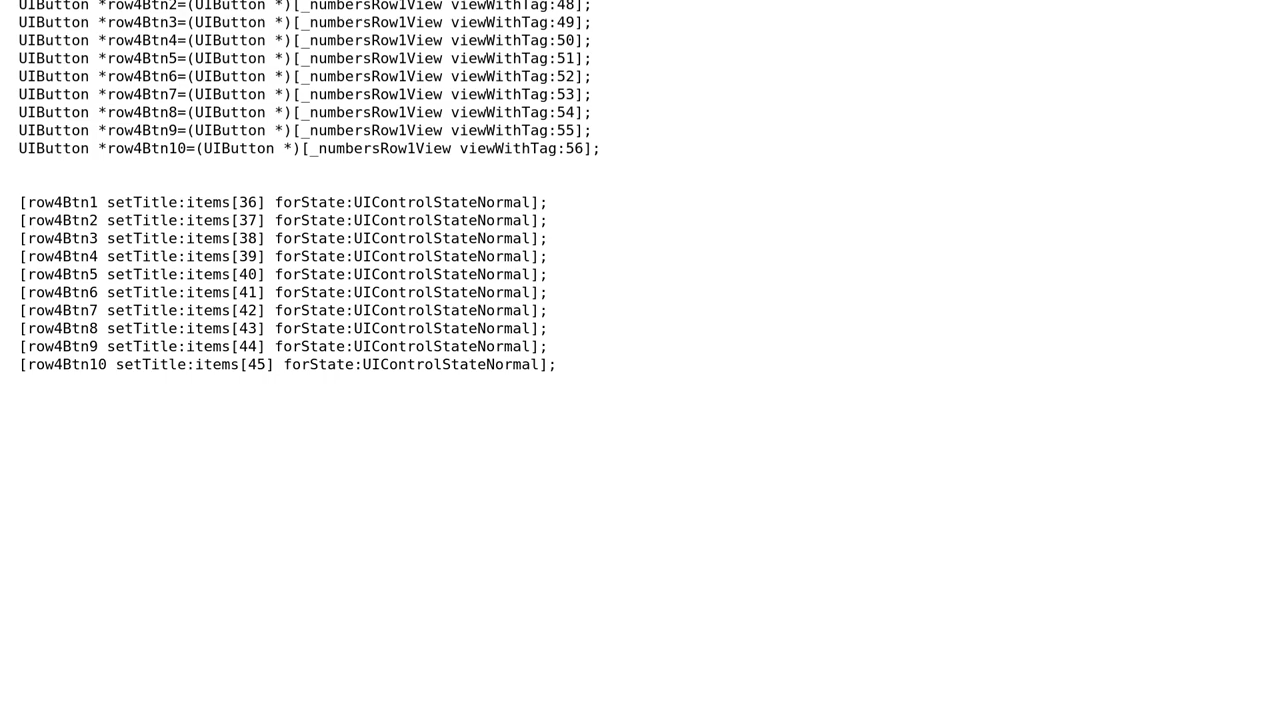 UIButton *row4Btn2=(UIButton *)[_numbersRow1View viewWithTag:48];
UIButton *row4Btn3=(UIButton *)[_numbersRow1View viewWithTag:49];
UIButton *row4Btn4=(UIButton *)[_numbersRow1View viewWithTag:50];
UIButton *row4Btn5=(UIButton *)[_numbersRow1View viewWithTag:51];
UIButton *row4Btn6=(UIButton *)[_numbersRow1View viewWithTag:52];
UIButton *row4Btn7=(UIButton *)[_numbersRow1View viewWithTag:53];
UIButton *row4Btn8=(UIButton *)[_numbersRow1View viewWithTag:54];
UIButton *row4Btn9=(UIButton *)[_numbersRow1View viewWithTag:55];
UIButton *row4Btn10=(UIButton *)[_numbersRow1View viewWithTag:56];
[row4Btn1 setTitle:items[36] forState:UIControlStateNormal];
[row4Btn2 setTitle:items[37] forState:UIControlStateNormal];
[row4Btn3 setTitle:items[38] forState:UIControlStateNormal];
[row4Btn4 setTitle:items[39] forState:UIControlStateNormal];
[row4Btn5 setTitle:items[40] forState:UIControlStateNormal];
[row4Btn6 setTitle:items[41] forState:UIControlStateNormal];
[row4Btn7 setTitle:items[42] forState:UIControlStateNormal];
[row4Btn8 setTitle:items[43] forState:UIControlStateNormal];
[row4Btn9 setTitle:items[44] forState:UIControlStateNormal];
[row4Btn10 setTitle:items[45] forState:UIControlStateNormal];